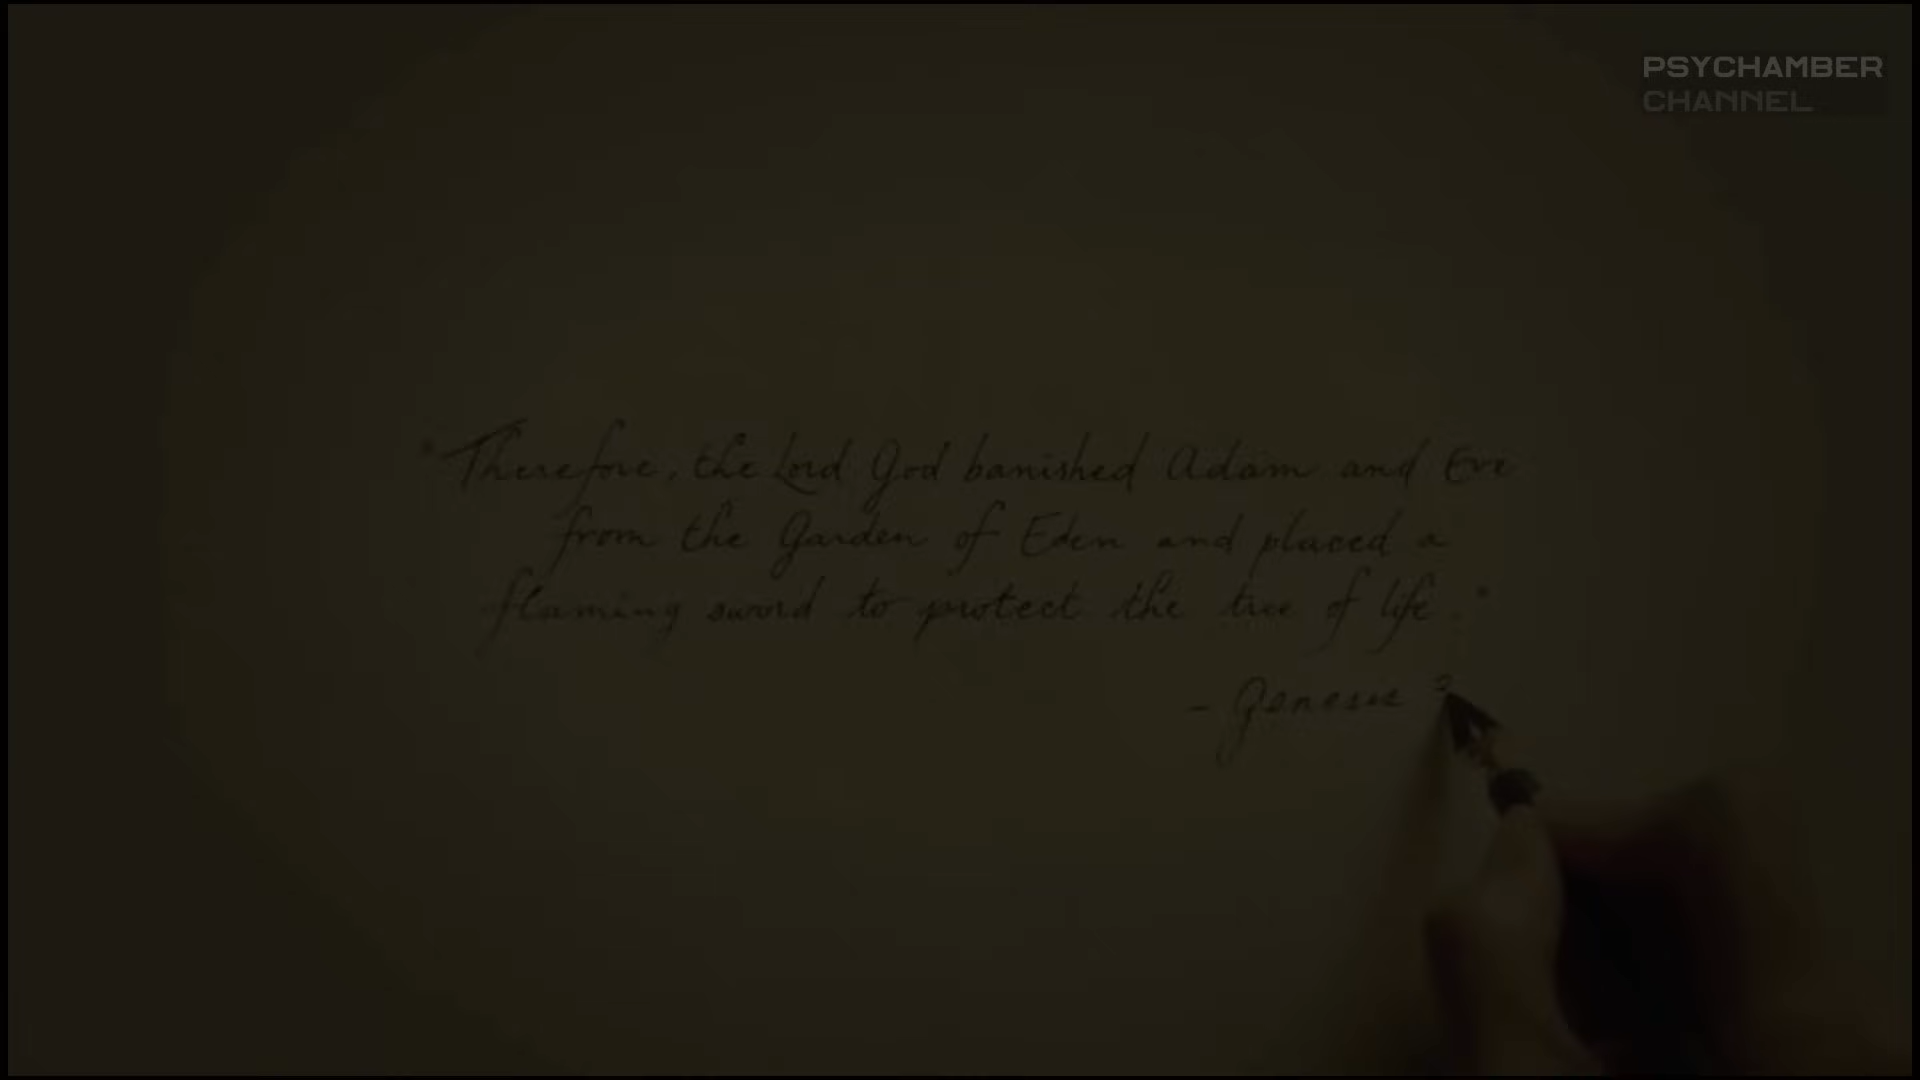 PSYCHAMBER
CHANNEL
"Therefore, the Lord God banished Adam and Eve
from the Garden of Eden and placed a
flaming sword to protect the tree of life."
- Genesis